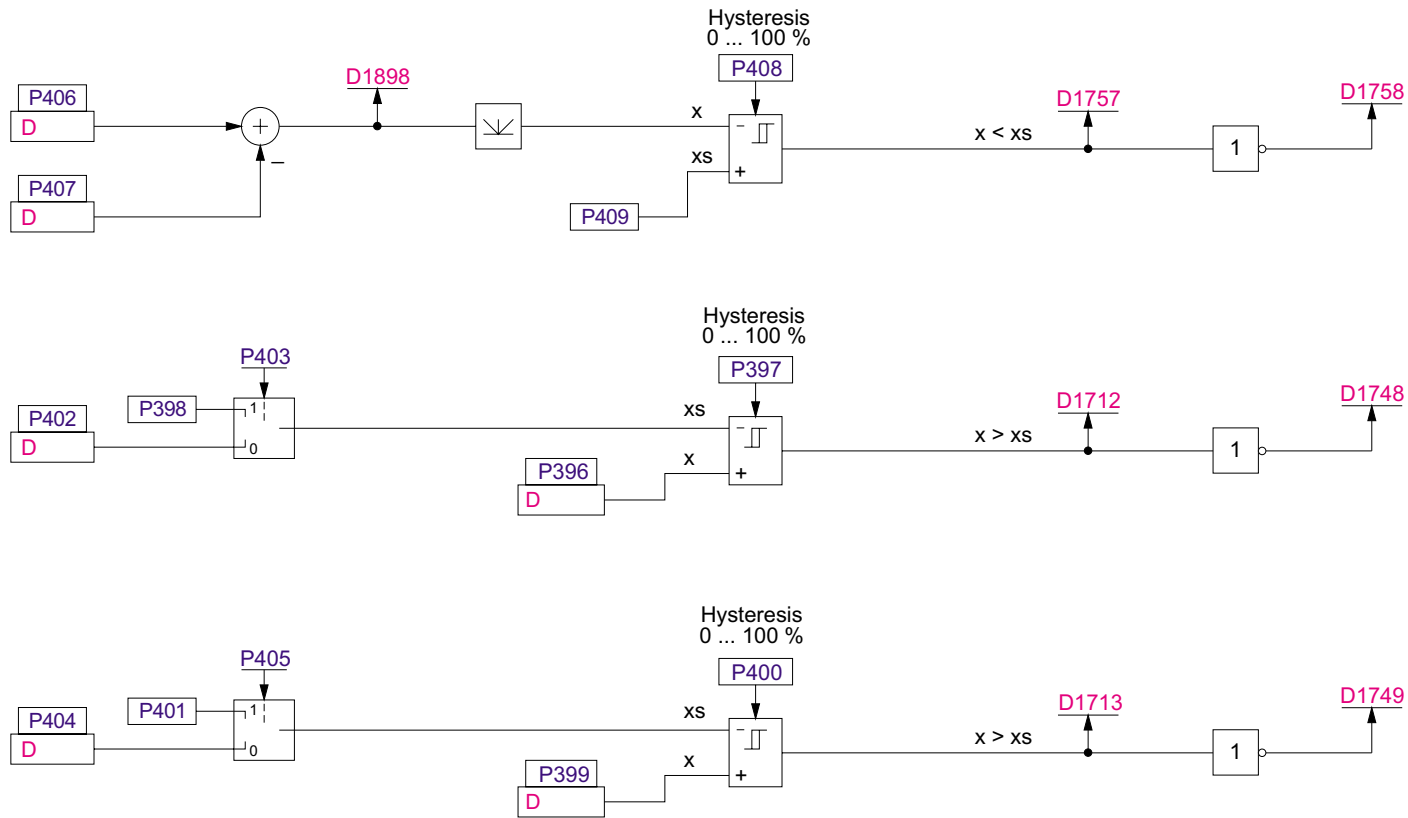 Hysteresis
0 ... 100 %
P408
D1898
P406
D
x
D1757
D1758
+
−
-
x < xs
1
xs
+
P407
D
P409
Hysteresis
0 ... 100 %
P403
P397
P398
1
xs
D1712
D1748
P402
D
0
-
x > xs
1
x
+
P396
D
Hysteresis
0 ... 100 %
P405
P400
P401
1
xs
D1713
D1749
P404
D
0
-
x > xs
1
x
+
P399
D